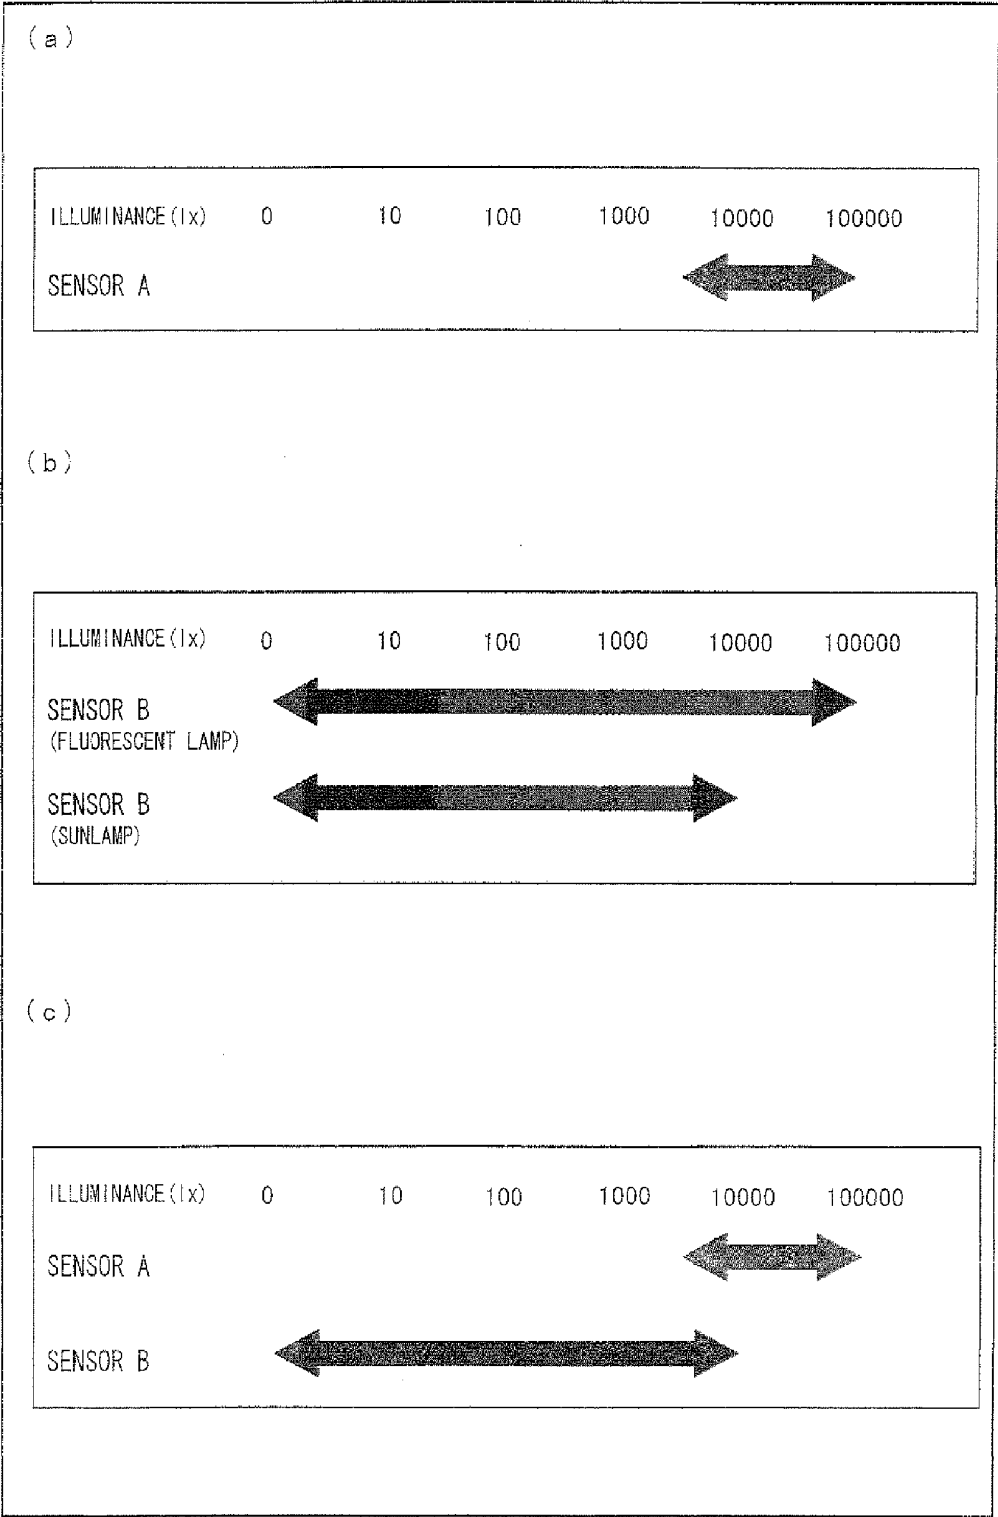 (a)
ILLUMINANCE(lx) 0 10 100 1000 10000 100000
SENSOR A
(b)
ILLUMINANCE(lx) 0 10 100 1000 10000 100000
SENSOR B
(FLUORESCENT LAMP)
SENSOR B
(SUNLAMP)
(c)
ILLUMINANCE(lx) 0 10 100 1000 10000 100000
SENSOR A
SENSOR B